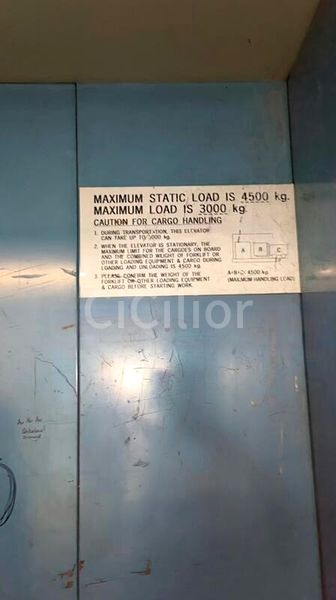 MAXIMUM STATIC LOAD IS 4500 kg.
MAXIMUM LOAD IS 3000 kg.
CAUTION FOR CARGO HANDLING
1. DURING TRANSPORTATION, THIS ELEVATOR
CAN TAKE UP TO 3000 kg.
2. WHEN THE ELEVATOR IS STATIONARY, THE
MAXIMUM LIMIT FOR THE CARGOES ON BOARD
AND THE COMBINED WEIGHT OF FORKLIFT OR
OTHER LOADING EQUIPMENT & CARGO DURING
LOADING AND UNLOADING IS 4500 kg.
3. PLEASE CONFIRM THE WEIGHT OF THE
FORKLIFT OR OTHER LOADING EQUIPMENT
& CARGO BEFORE STARTING WORK.
A B C
A+B+C: 4500 kg
(MAXIMUM HANDLING LOAD)
CiCilior